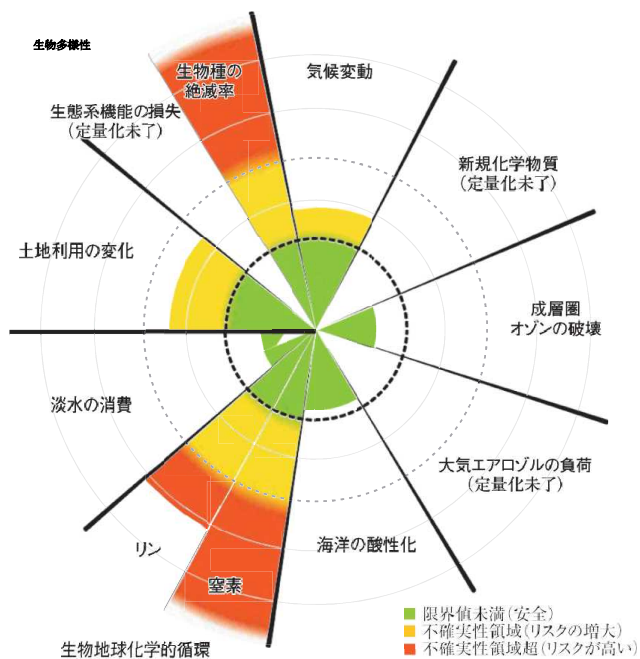 生物多様性
生物種の
絶滅率
気候変動
生態系機能の損失
(定量化未了)
新規化学物質
(定量化未了)
土地利用の変化
成層圏
オゾンの破壊
淡水の消費
大気エアロゾルの負荷
(定量化未了)
リン
海洋の酸性化
窒素
生物地球化学的循環
限界値未満(安全)
不確実性領域(リスクの増大)
不確実性領域超(リスクが高い)